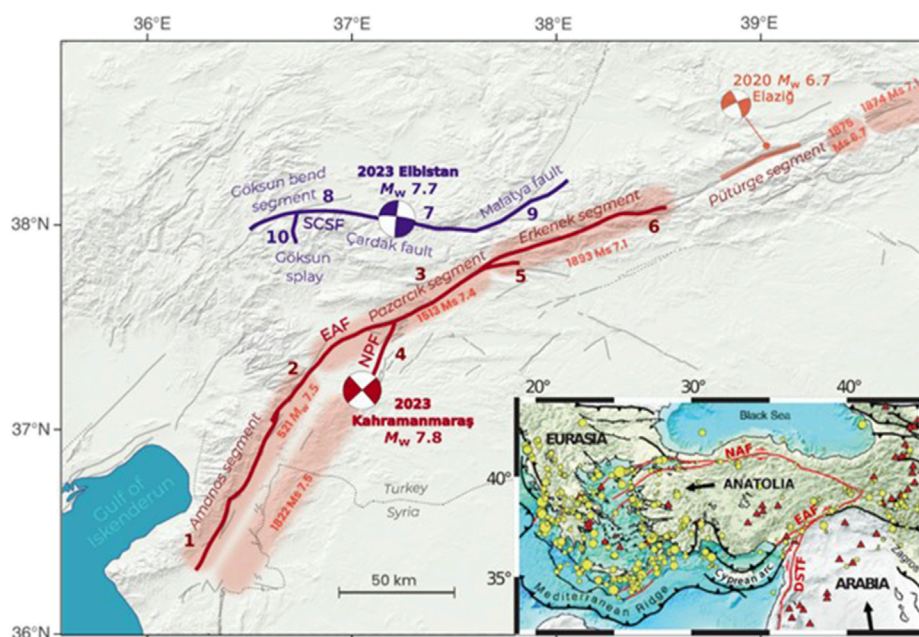 36°E
37°E
38°E
39°E
2020 Mw 6.7
Elaziğ
1874 Ms 7.1
1875
Ms 6.7
Pütürge segment
2023 Elbistan
Mw 7.7
Göksun bend
segment
8
7
Malatya fault
9
38°N
SCSF
Çardak fault
10
Göksun
splay
Erkenek segment
6
1893 Ms 7.1
5
3
Pazarcik segment
1513 Ms 7.4
EAF
NPF
4
2
2023
Kahramanmaraş
Mw 7.8
521 Mw 7.5
Amanos segment
37°N
1822 Ms 7.5
Gulf of
Iskenderun
Turkey
Syria
1
50 km
36°N
20°
30°
40°
Black Sea
EURASIA
NAF
40°
ANATOLIA
EAF
35°
Cyprean arc
Mediterranean Ridge
DSTF
ARABIA
Zagros